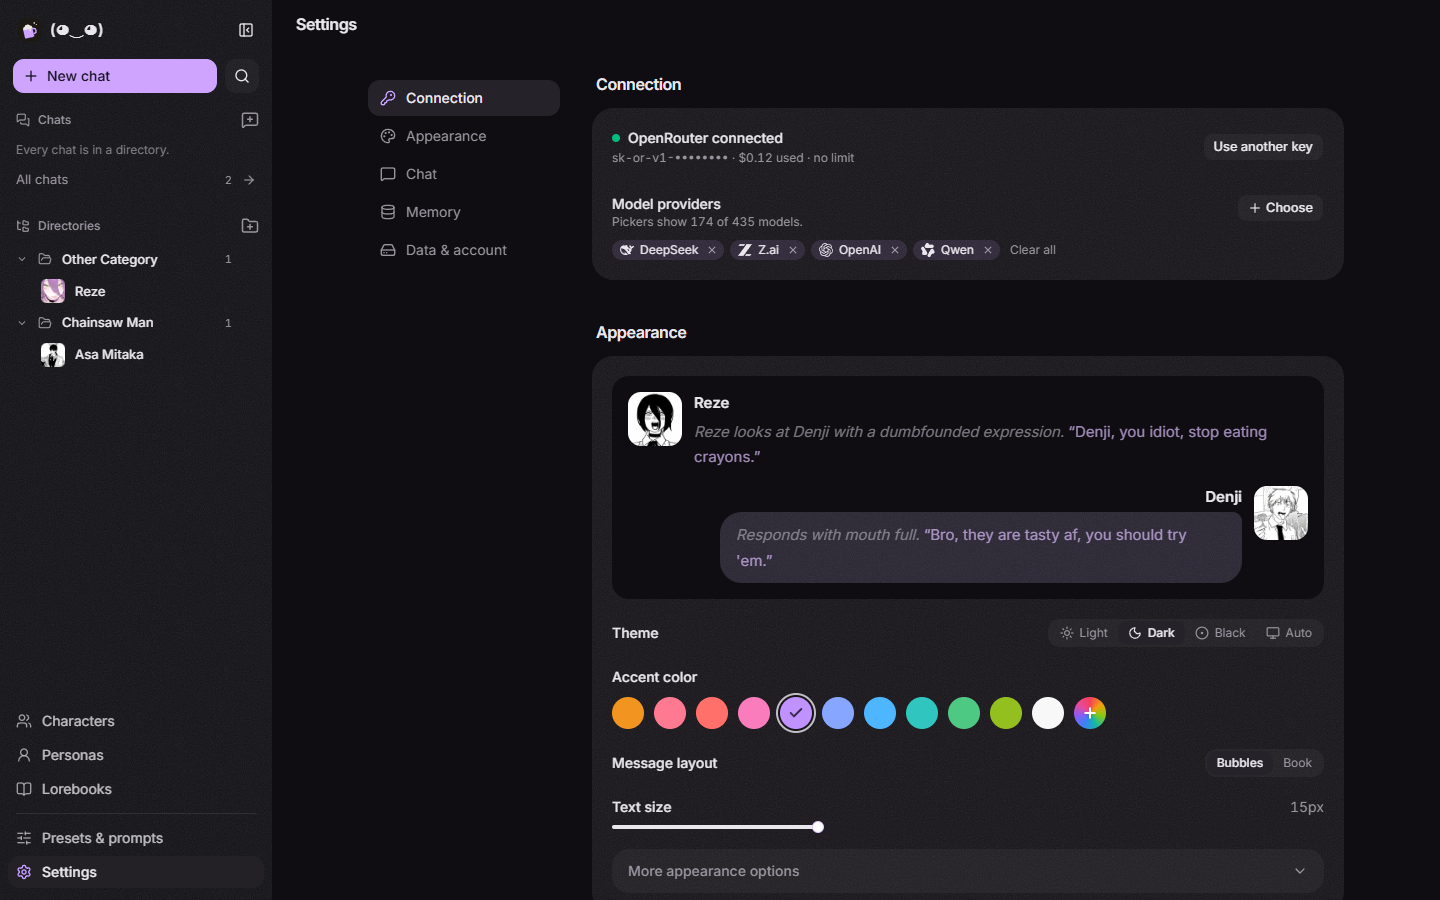 (●‿●)
New chat
Chats
Every chat is in a directory.
All chats 2
Directories
Other Category 1
Reze
Chainsaw Man 1
Asa Mitaka
Characters
Personas
Lorebooks
Presets & prompts
Settings
Settings
Connection
Appearance
Chat
Memory
Data & account
Connection
OpenRouter connected
sk-or-v1-•••••••• · $0.12 used · no limit
Use another key
Model providers
Pickers show 174 of 435 models.
Choose
DeepSeek × Z.ai × OpenAI × Qwen × Clear all
Appearance
Reze
Reze looks at Denji with a dumbfounded expression. “Denji, you idiot, stop eating
crayons.”
Denji
Responds with mouth full. “Bro, they are tasty af, you should try
'em.”
Theme
Light Dark Black Auto
Accent color
Message layout
Bubbles Book
Text size 15px
More appearance options